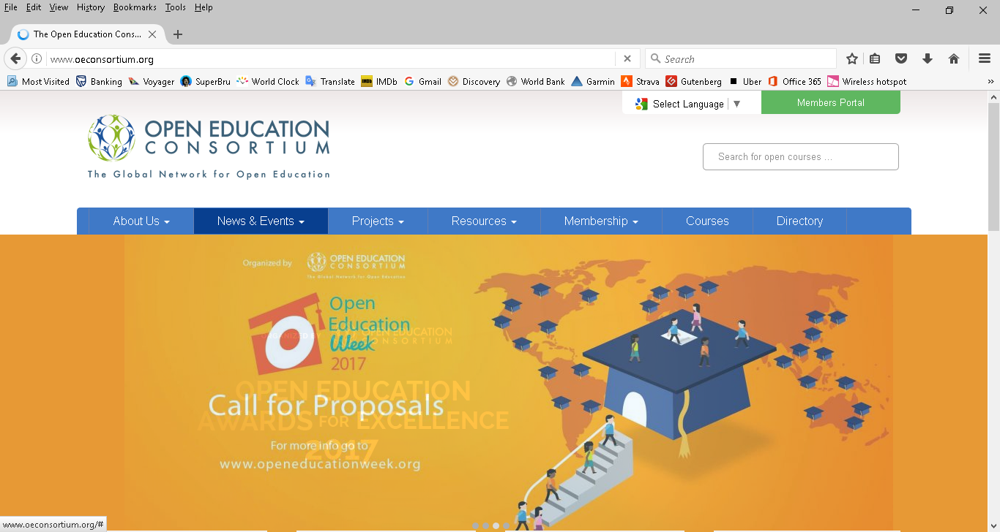 File Edit View History Bookmarks Tools Help
The Open Education Cons...
www.oeconsortium.org
Search
Most Visited Banking Voyager SuperBru World Clock Translate IMDb Gmail Discovery World Bank Garmin Strava Gutenberg Uber Office 365 Wireless hotspot
Select Language ▼ Members Portal
OPEN EDUCATION
CONSORTIUM
The Global Network for Open Education
Search for open courses ...
About Us News & Events Projects Resources Membership Courses Directory
Organized by OPEN EDUCATION
CONSORTIUM
The Global Network for Open Education
Open
Education
Week
2017
ORGANIZED BY OPEN EDUCATION
CONSORTIUM
OPEN EDUCATION
Call for Proposals
AWARDS FOR EXCELLENCE
2017
For more info go to
www.openeducationweek.org
www.oeconsortium.org/#